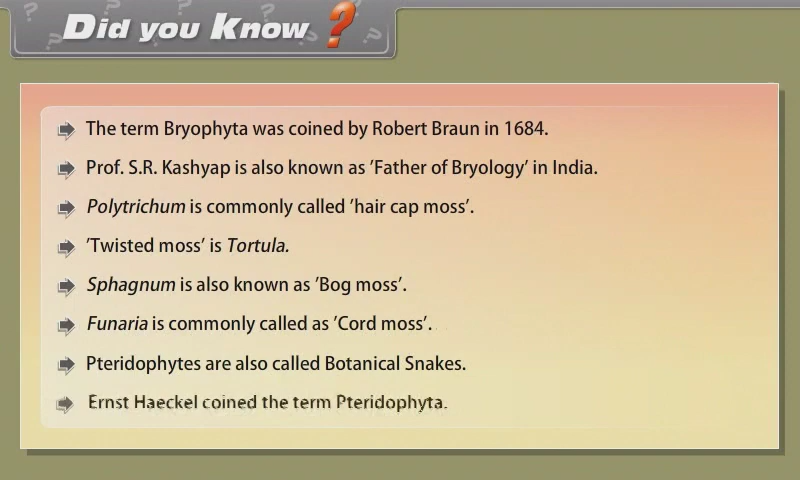 Did you Know ?
The term Bryophyta was coined by Robert Braun in 1684.
Prof. S.R. Kashyap is also known as ’Father of Bryology’ in India.
Polytrichum is commonly called ’hair cap moss’.
’Twisted moss’ is Tortula.
Sphagnum is also known as ’Bog moss’.
Funaria is commonly called as ’Cord moss’.
Pteridophytes are also called Botanical Snakes.
Ernst Haeckel coined the term Pteridophyta.